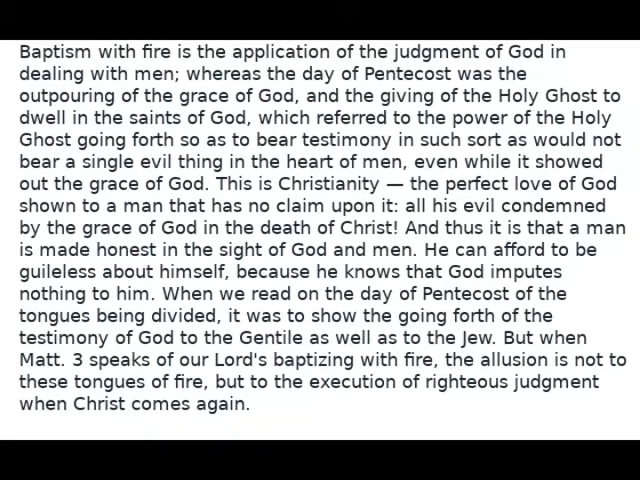 Baptism with fire is the application of the judgment of God in
dealing with men; whereas the day of Pentecost was the
outpouring of the grace of God, and the giving of the Holy Ghost to
dwell in the saints of God, which referred to the power of the Holy
Ghost going forth so as to bear testimony in such sort as would not
bear a single evil thing in the heart of men, even while it showed
out the grace of God. This is Christianity — the perfect love of God
shown to a man that has no claim upon it: all his evil condemned
by the grace of God in the death of Christ! And thus it is that a man
is made honest in the sight of God and men. He can afford to be
guileless about himself, because he knows that God imputes
nothing to him. When we read on the day of Pentecost of the
tongues being divided, it was to show the going forth of the
testimony of God to the Gentile as well as to the Jew. But when
Matt. 3 speaks of our Lord's baptizing with fire, the allusion is not to
these tongues of fire, but to the execution of righteous judgment
when Christ comes again.